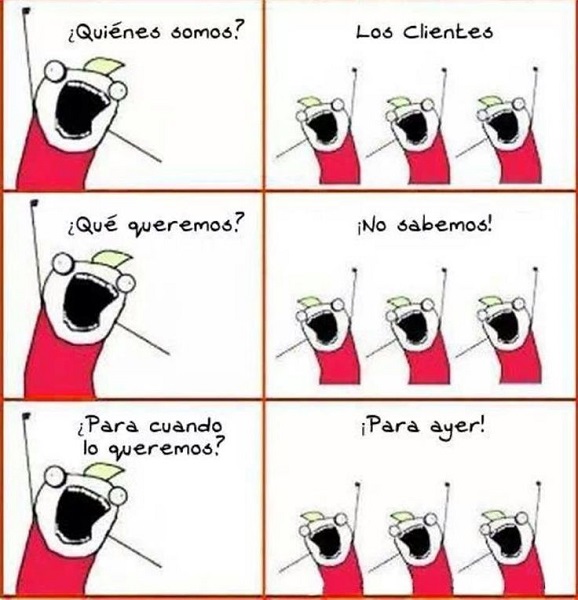 ¿Quiénes somos?
Los Clientes
¿Qué queremos?
¡No sabemos!
¿Para cuando
lo queremos?
¡Para ayer!